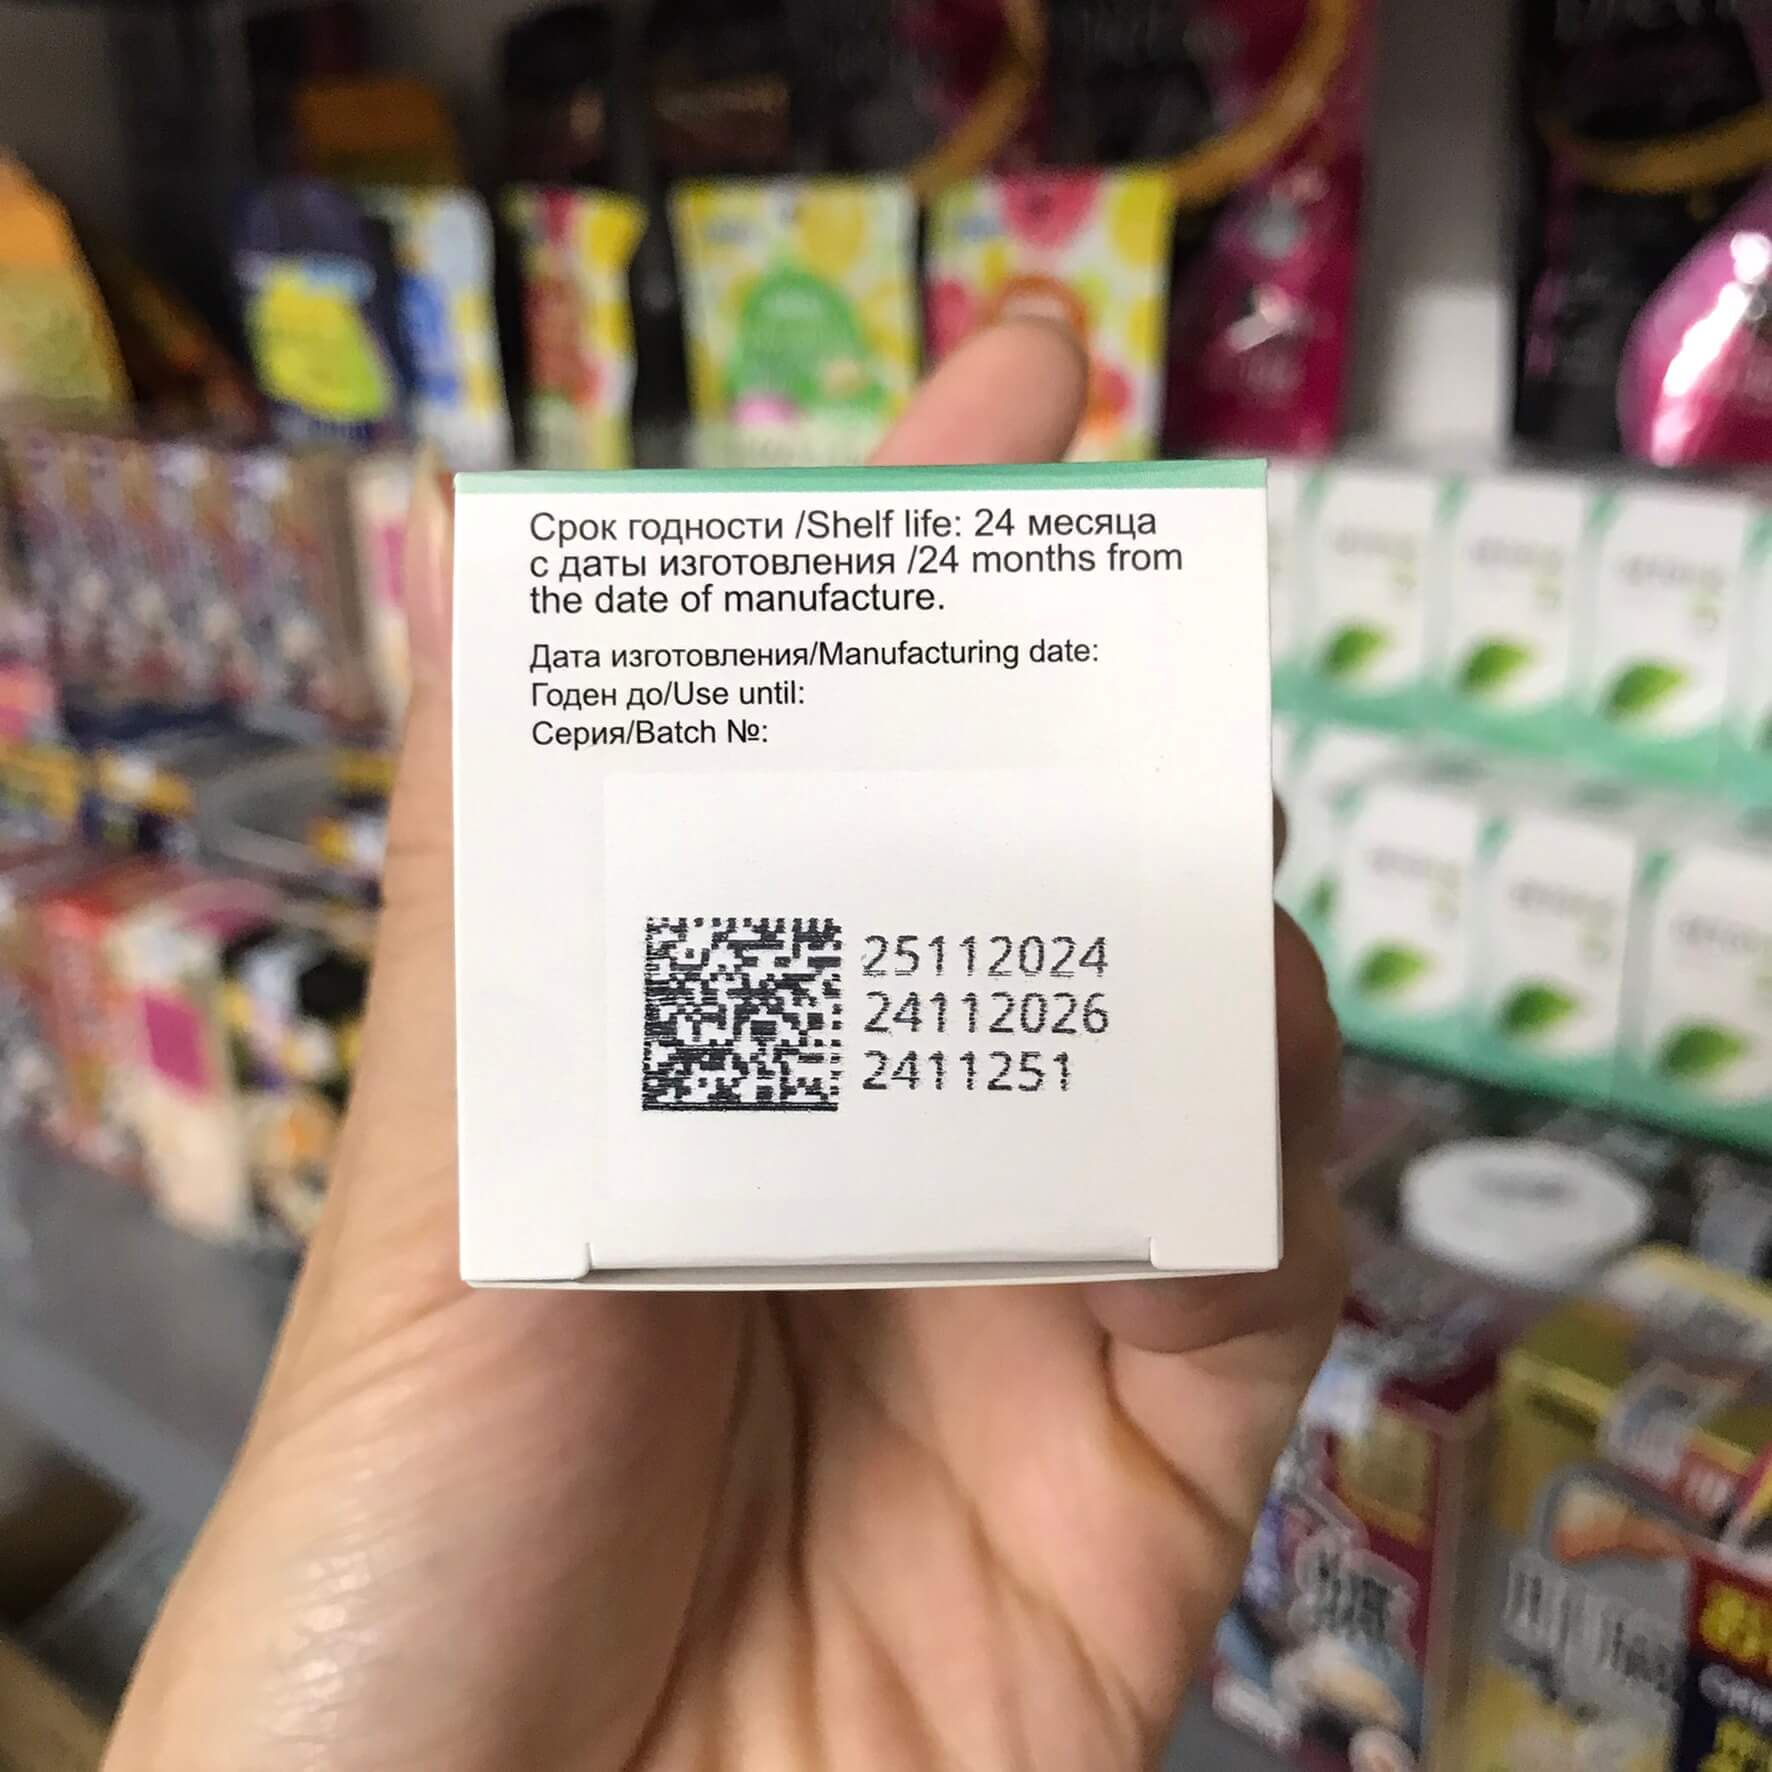 Срок годности /Shelf life: 24 месяца
с даты изготовления /24 months from
the date of manufacture.
Дата изготовления/Manufacturing date:
Годен до/Use until:
Серия/Batch №:
25112024
24112026
2411251